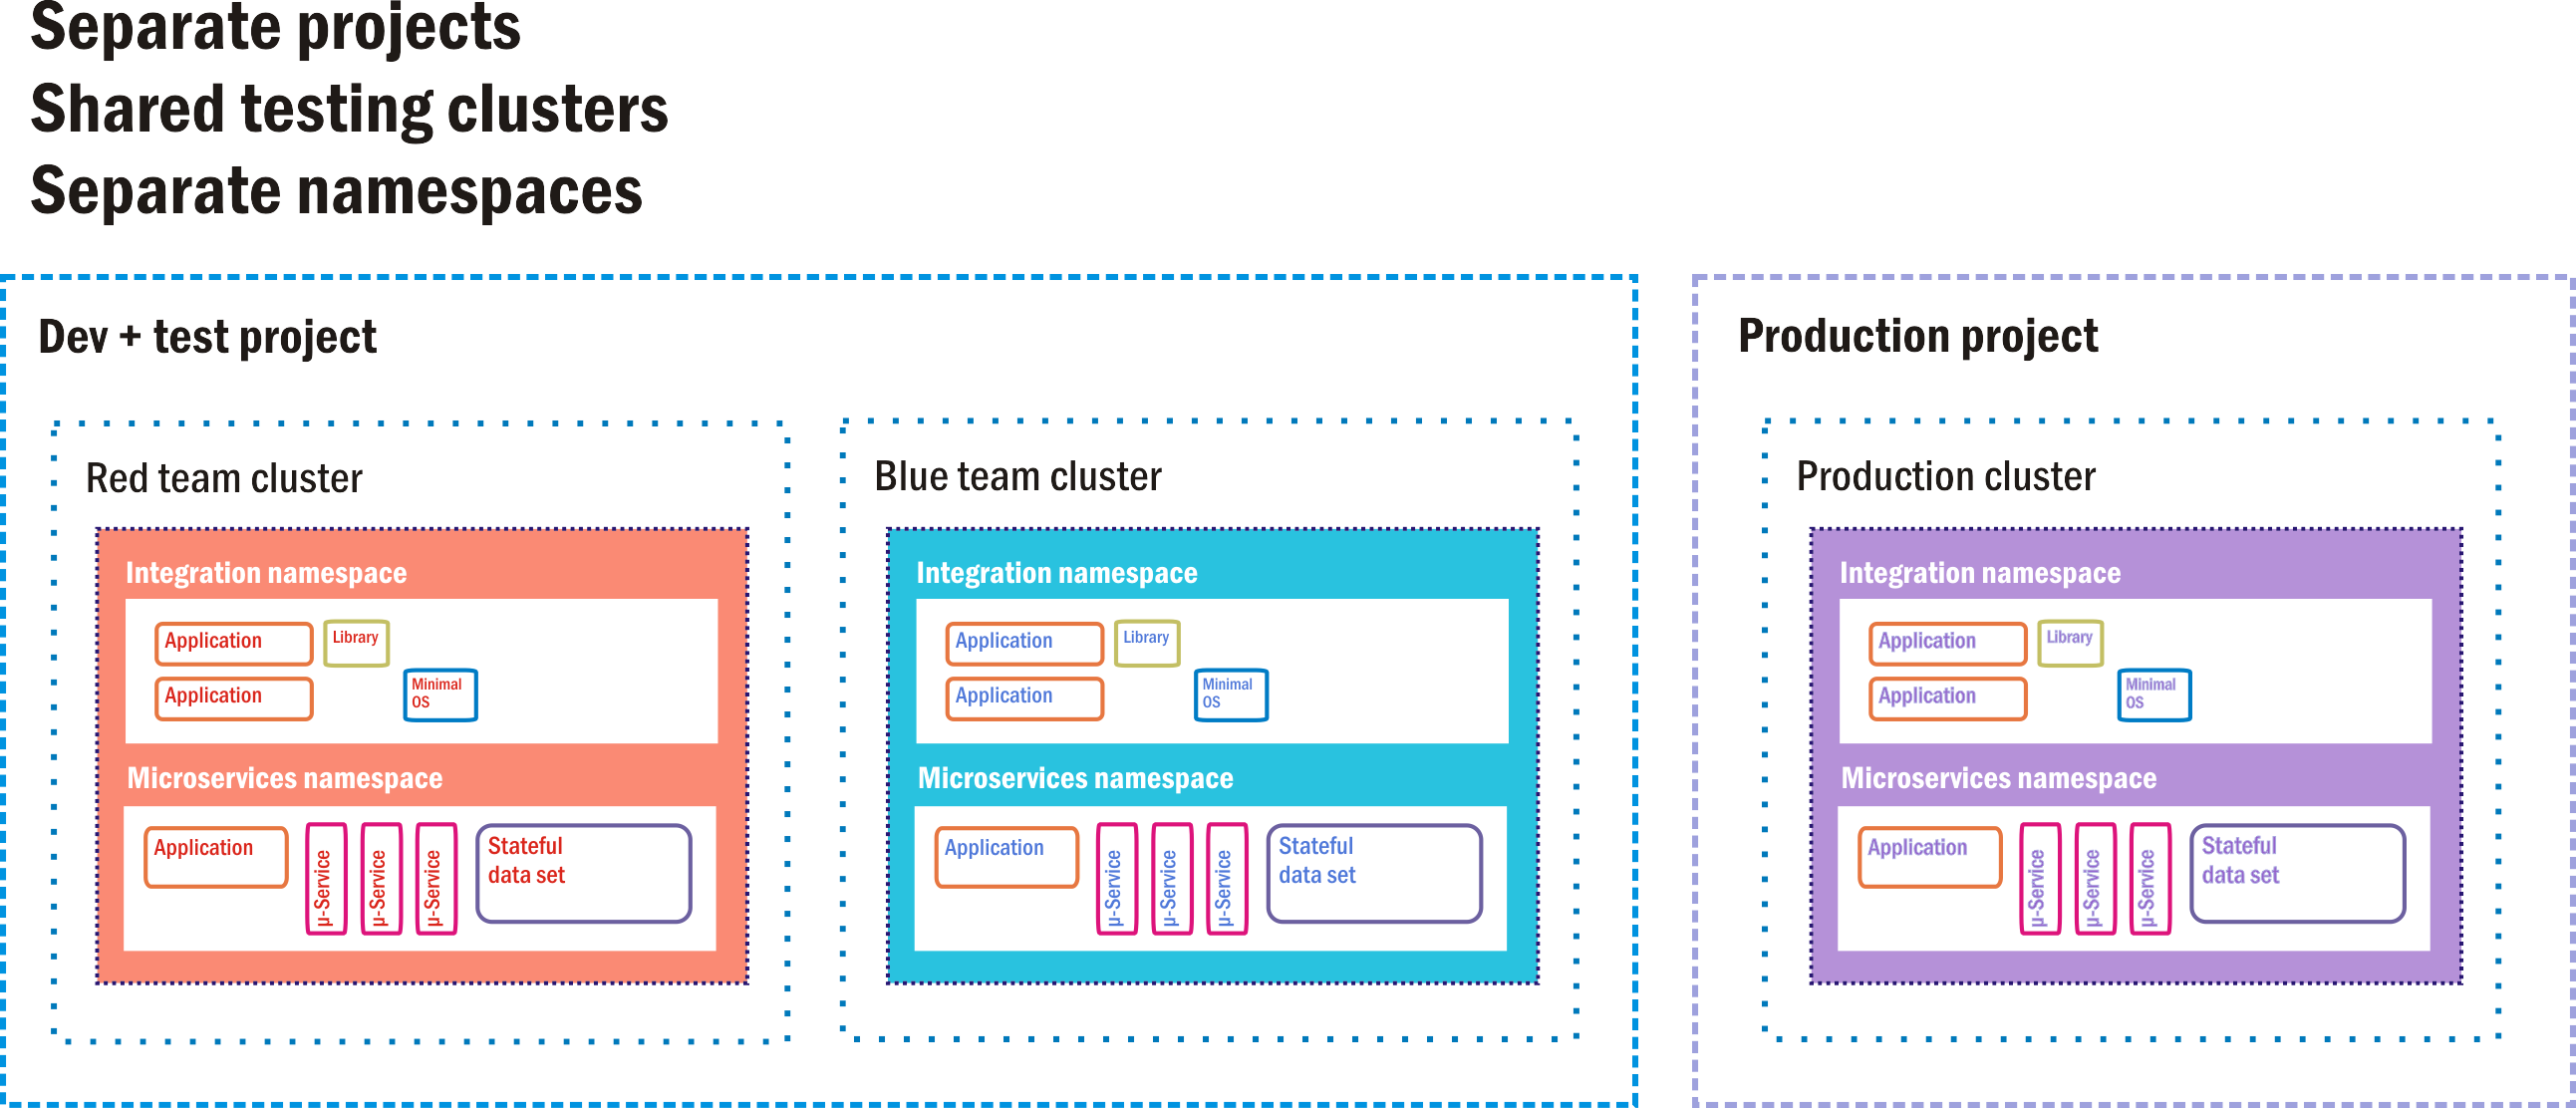 Separate projects
Shared testing clusters
Separate namespaces
Dev + test project
Red team cluster
Integration namespace
Application
Library
Application
Minimal
OS
Microservices namespace
Application
µ-Service
µ-Service
µ-Service
Stateful
data set
Blue team cluster
Integration namespace
Application
Library
Application
Minimal
OS
Microservices namespace
Application
µ-Service
µ-Service
µ-Service
Stateful
data set
Production project
Production cluster
Integration namespace
Application
Library
Application
Minimal
OS
Microservices namespace
Application
µ-Service
µ-Service
µ-Service
Stateful
data set